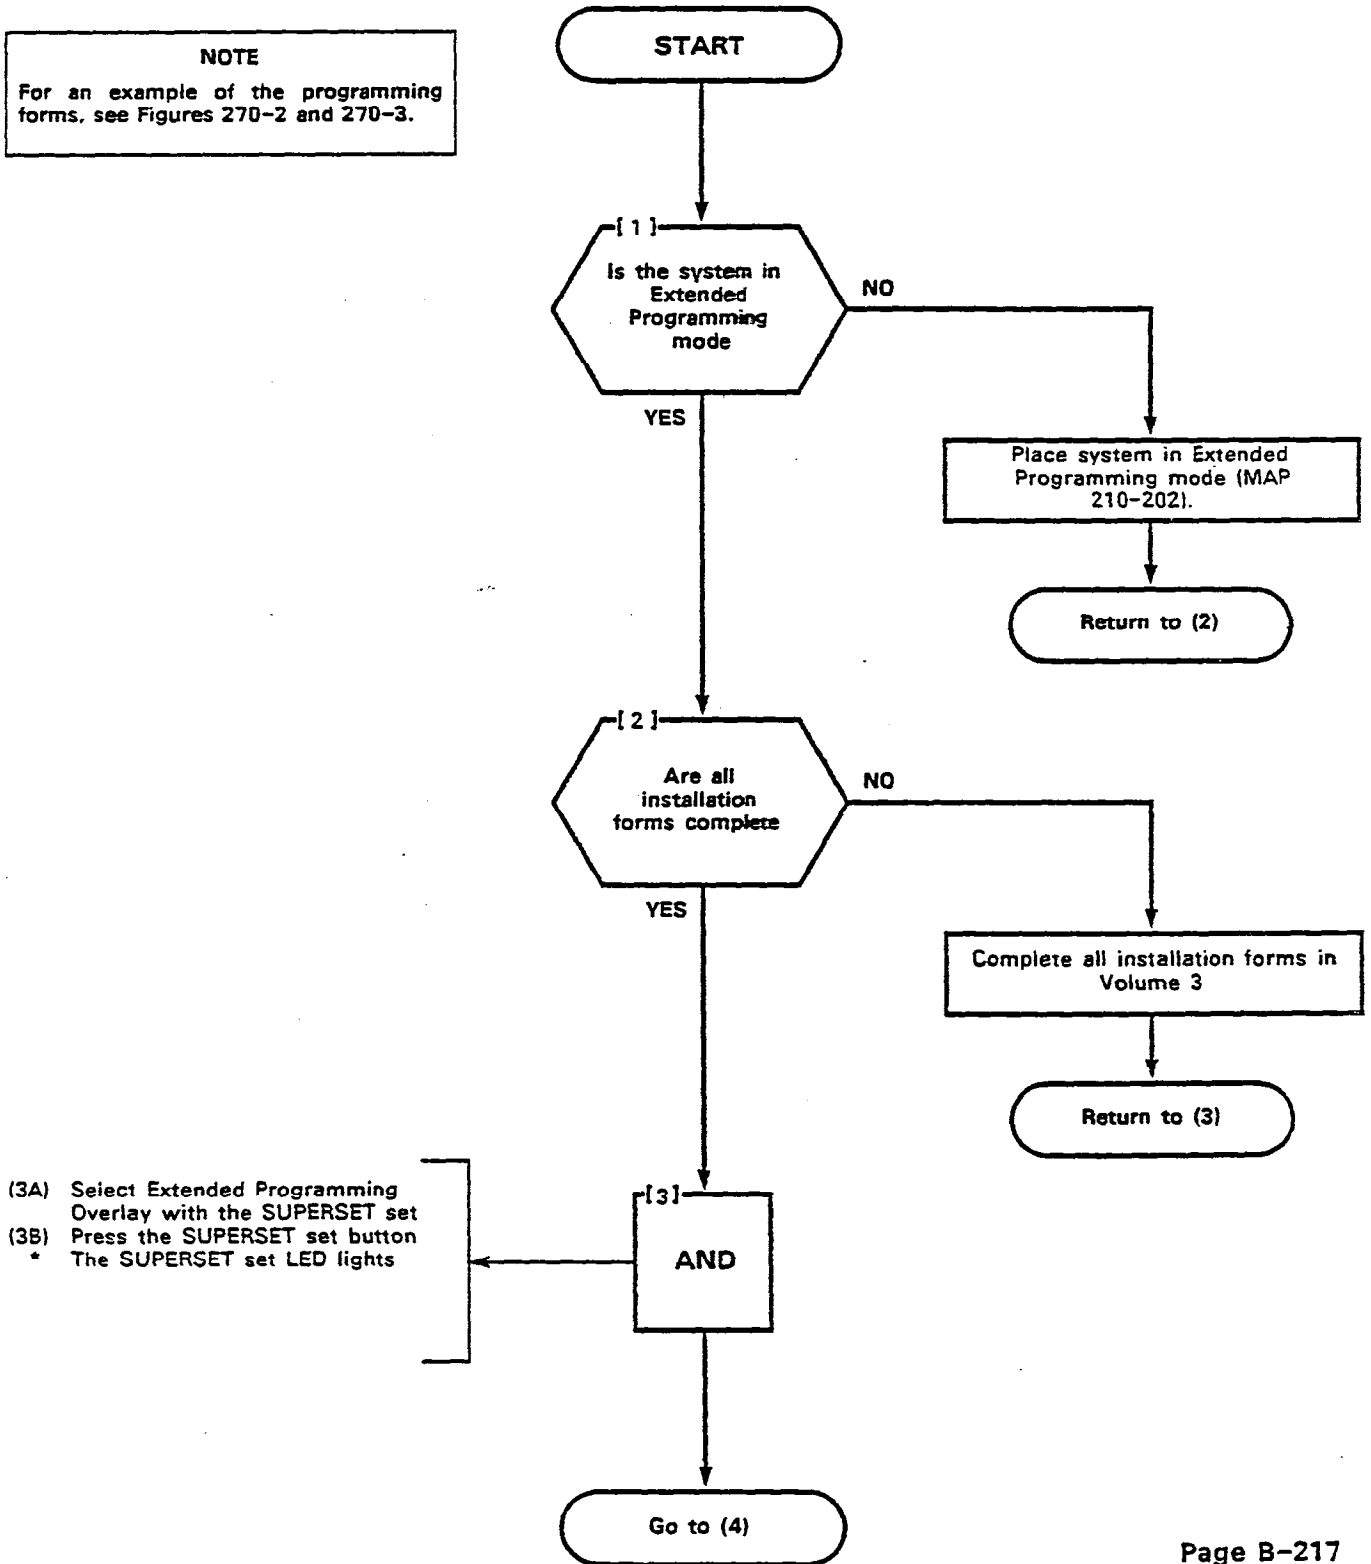 NOTE
For an example of the programming
forms, see Figures 270-2 and 270-3.
START
[ 1 ]
Is the system in
Extended
Programming
mode
NO
YES
Place system in Extended
Programming mode (MAP
210-202).
Return to (2)
[ 2 ]
Are all
installation
forms complete
NO
YES
Complete all installation forms in
Volume 3
Return to (3)
(3A) Select Extended Programming
Overlay with the SUPERSET set
(3B) Press the SUPERSET set button
* The SUPERSET set LED lights
[3]
AND
Go to (4)
Page B-217